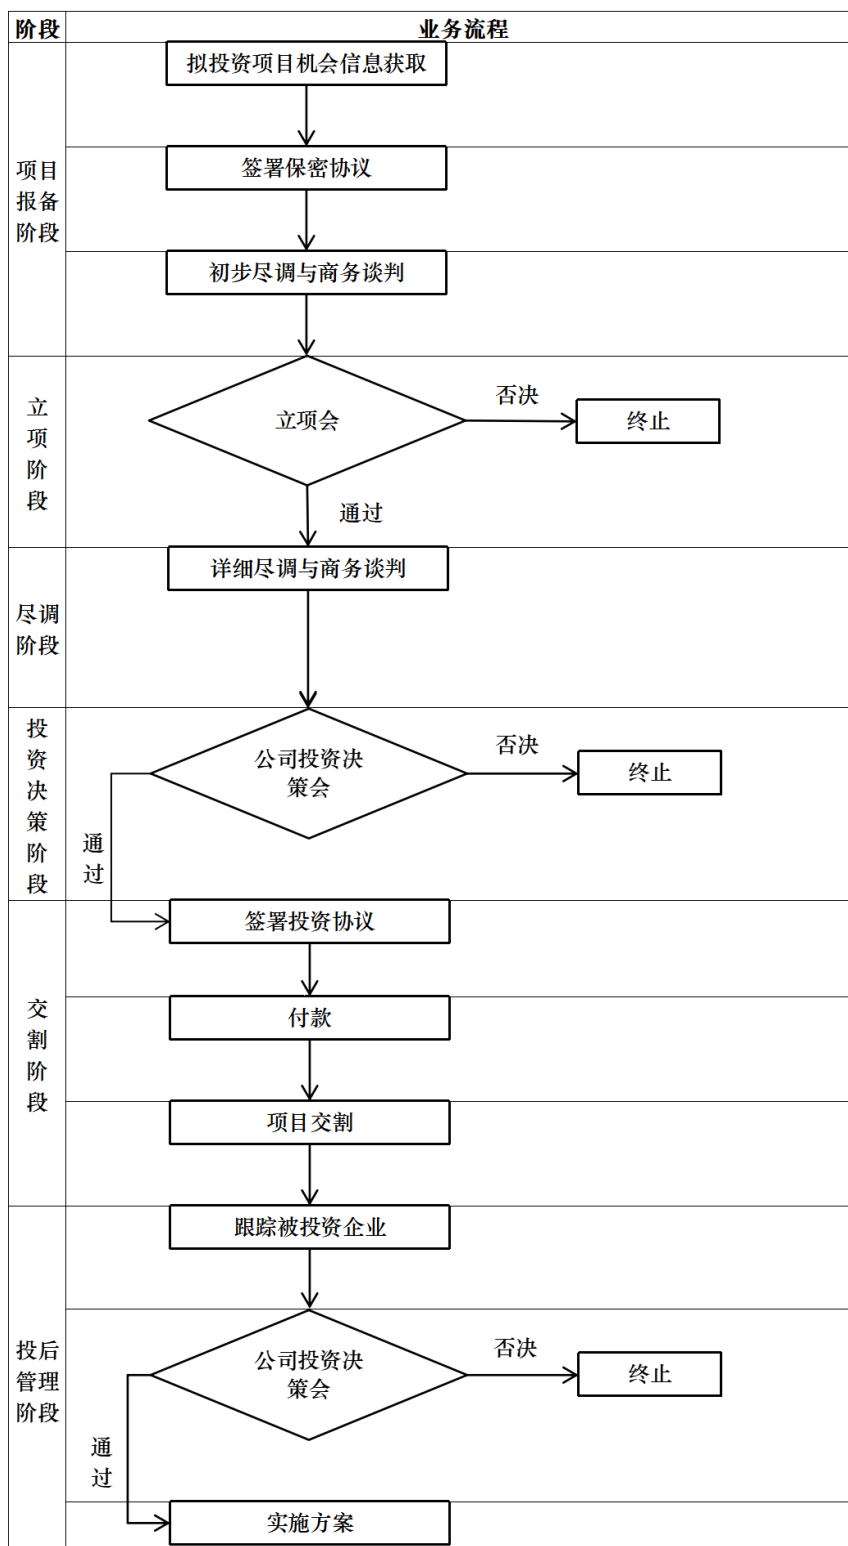 阶段 业务流程
拟投资项目机会信息获取
项目
报备
阶段
签署保密协议
初步尽调与商务谈判
立
项
阶
段
立项会
否决
终止
通过
尽调
阶段
详细尽调与商务谈判
投
资
决
策
阶
段
公司投资决
策会
否决
终止
通
过
交
割
阶
段
签署投资协议
付款
项目交割
投后
管理
阶段
跟踪被投资企业
公司投资决
策会
否决
终止
通
过
实施方案